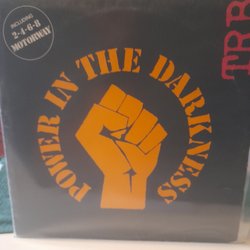 INCLUDING
2-4-6-8
MOTORWAY
POWER IN THE DARKNESS
TRB